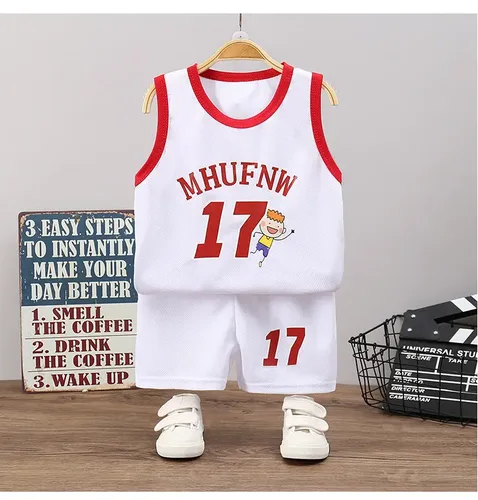 MHUFNW
17
17
3 EASY STEPS
TO INSTANTLY
MAKE YOUR
DAY BETTER
1. SMELL
THE COFFEE
2. DRINK
THE COFFEE
3. WAKE UP
UNIVERSAL STU
SCENE TAKE